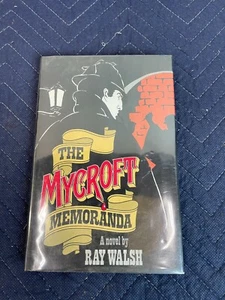 THE
MYCROFT
MEMORANDA
A novel by
RAY WALSH